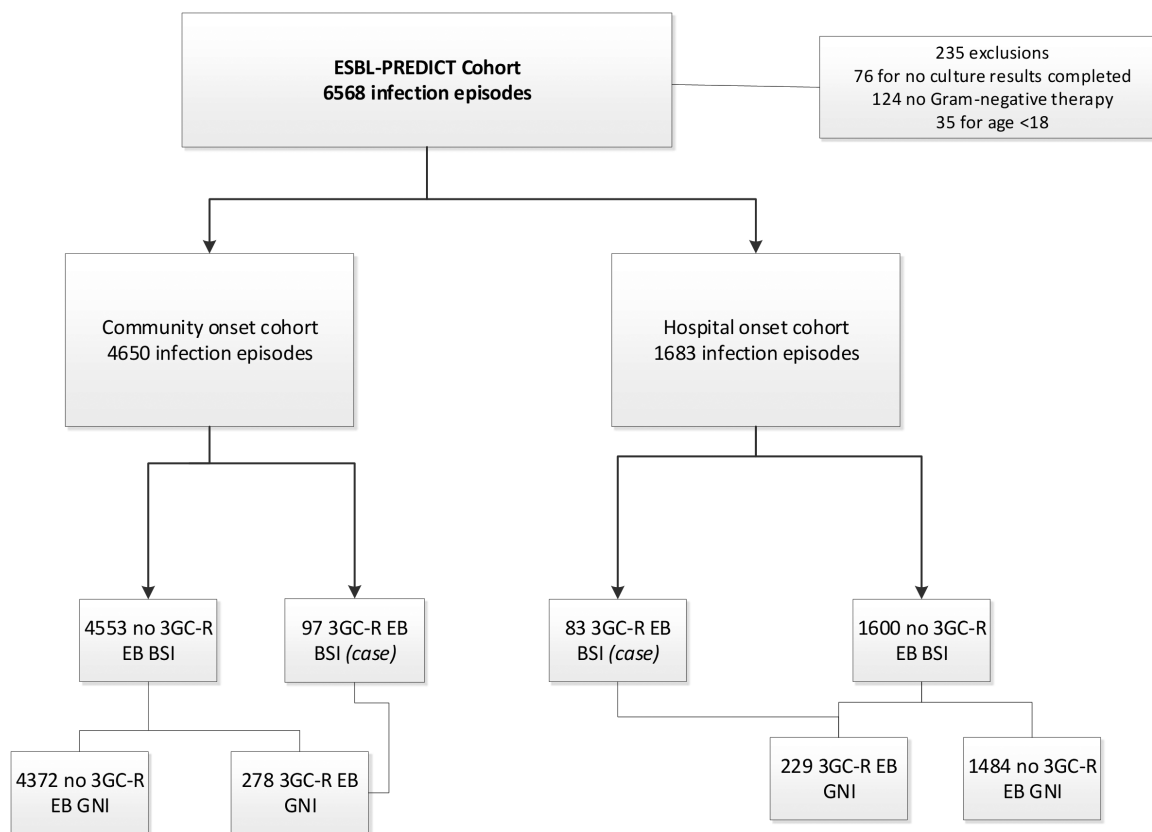 ESBL-PREDICT Cohort
6568 infection episodes
235 exclusions
76 for no culture results completed
124 no Gram-negative therapy
35 for age <18
Community onset cohort
4650 infection episodes
Hospital onset cohort
1683 infection episodes
4553 no 3GC-R
EB BSI
97 3GC-R EB
BSI (case)
83 3GC-R EB
BSI (case)
1600 no 3GC-R
EB BSI
4372 no 3GC-R
EB GNI
278 3GC-R EB
GNI
229 3GC-R EB
GNI
1484 no 3GC-R
EB GNI